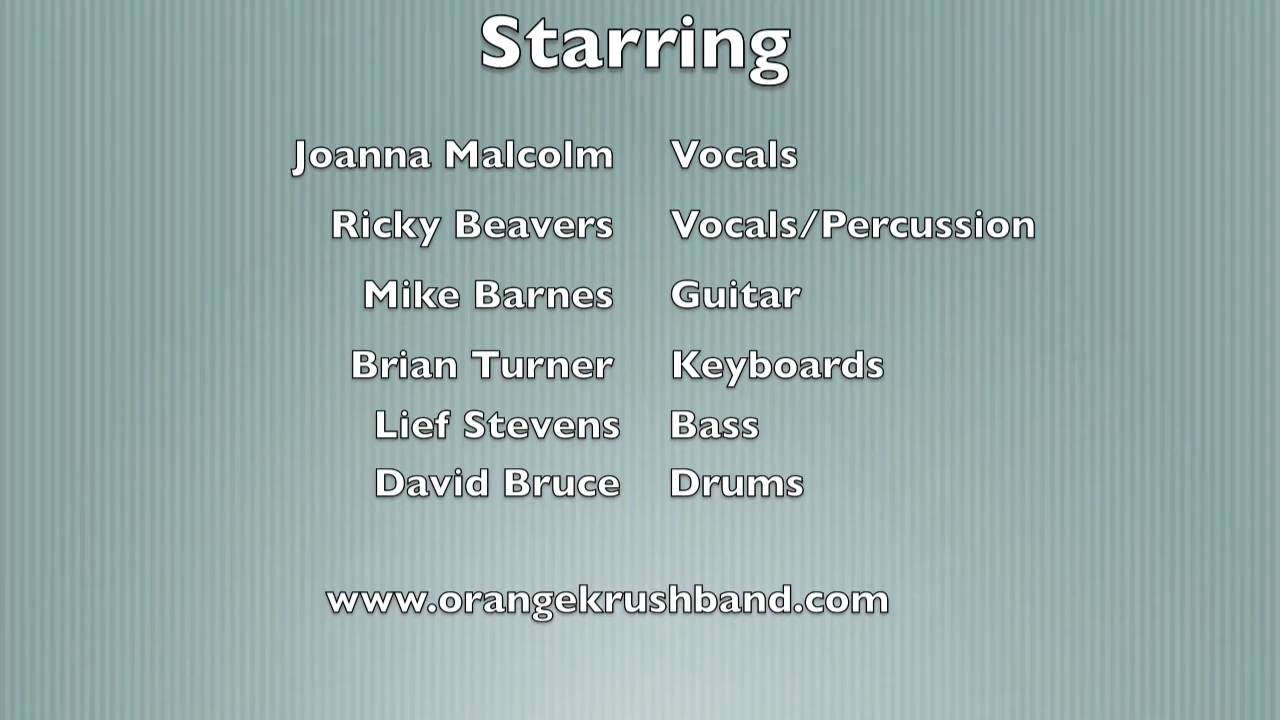 Starring
Joanna Malcolm Vocals
Ricky Beavers Vocals/Percussion
Mike Barnes Guitar
Brian Turner Keyboards
Lief Stevens Bass
David Bruce Drums
www.orangekrushband.com